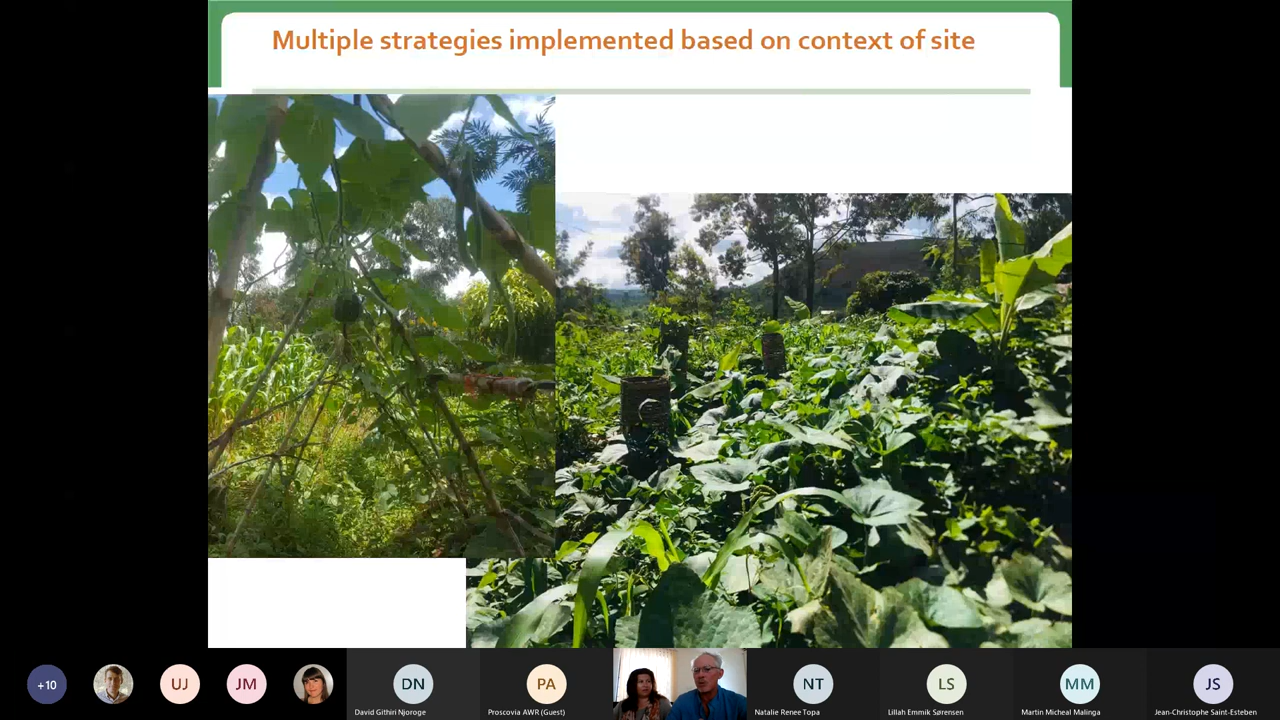 Multiple strategies implemented based on context of site
+10
UJ
JM
DN
David Githiri Njoroge
PA
Proscovia AWR (Guest)
NT
Natalie Renee Topa
LS
Lillah Emmik Sørensen
MM
Martin Micheal Malinga
JS
Jean-Christophe Saint-Esteben